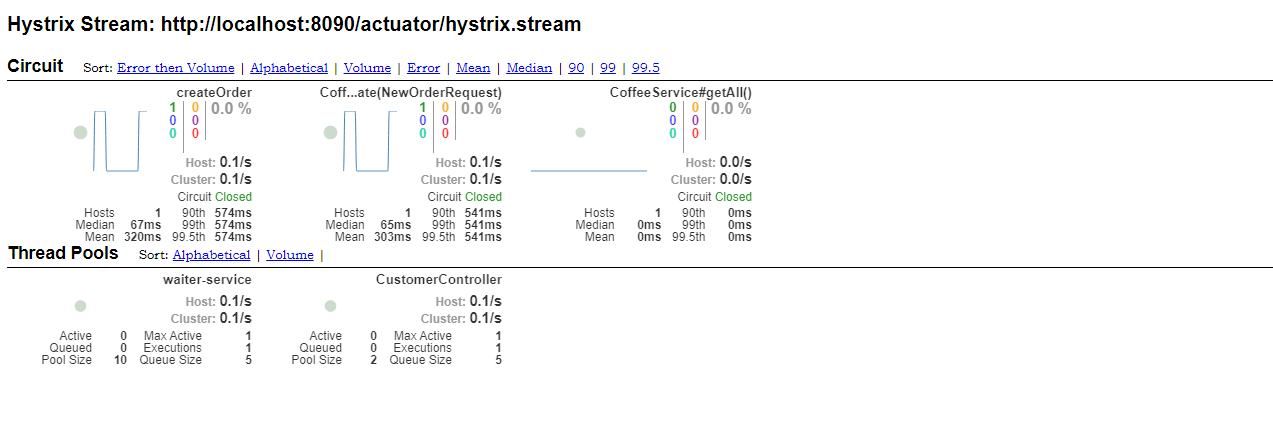 Hystrix Stream: http://localhost:8090/actuator/hystrix.stream
Circuit Sort: Error then Volume | Alphabetical | Volume | Error | Mean | Median | 90 | 99 | 99.5
createOrder
1 0 0.0 %
0 0
0 0
Host: 0.1/s
Cluster: 0.1/s
Circuit Closed
Hosts 1 90th 574ms
Median 67ms 99th 574ms
Mean 320ms 99.5th 574ms
Coff...ate(NewOrderRequest)
1 0 0.0 %
0 0
0 0
Host: 0.1/s
Cluster: 0.1/s
Circuit Closed
Hosts 1 90th 541ms
Median 65ms 99th 541ms
Mean 303ms 99.5th 541ms
CoffeeService#getAll()
0 0 0.0 %
0 0
0 0
Host: 0.0/s
Cluster: 0.0/s
Circuit Closed
Hosts 1 90th 0ms
Median 0ms 99th 0ms
Mean 0ms 99.5th 0ms
Thread Pools Sort: Alphabetical | Volume |
waiter-service
Host: 0.1/s
Cluster: 0.1/s
Active 0 Max Active 1
Queued 0 Executions 1
Pool Size 10 Queue Size 5
CustomerController
Host: 0.1/s
Cluster: 0.1/s
Active 0 Max Active 1
Queued 0 Executions 1
Pool Size 2 Queue Size 5